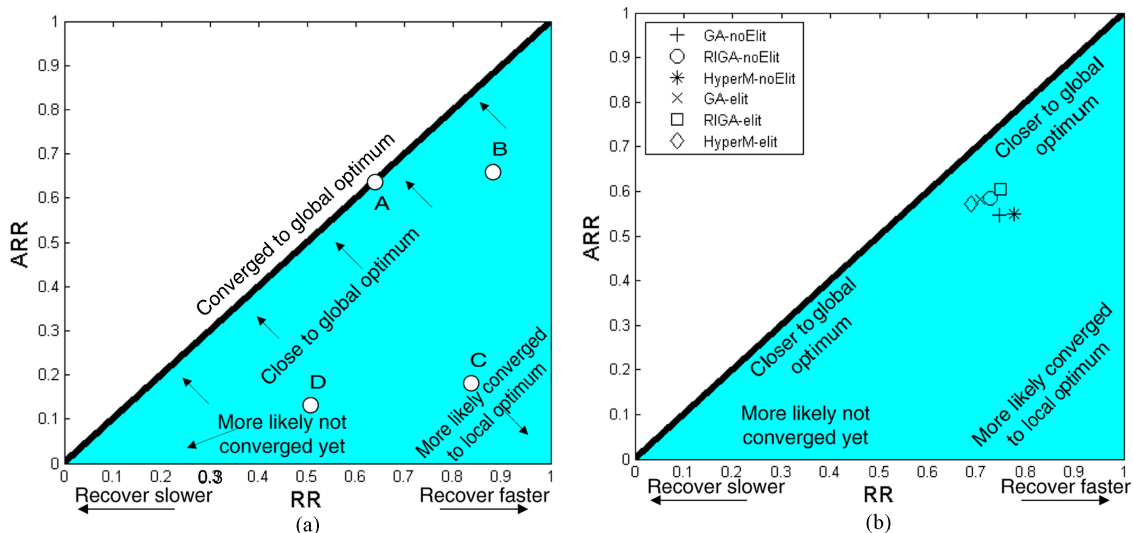 1
0.9
0.8
0.7
0.6
0.5
0.4
0.3
0.2
0.1
0
ARR
Converged to global optimum
Close to global optimum
A
B
C
D
More likely not
converged yet
More likely converged
to local optimum
0 0.1 0.2 0.3 0.4 0.5 0.6 0.7 0.8 0.9 1
Recover slower
RR
Recover faster
(a)
1
0.9
0.8
0.7
0.6
0.5
0.4
0.3
0.2
0.1
0
ARR
GA-noElit
RIGA-noElit
HyperM-noElit
GA-elit
RIGA-elit
HyperM-elit
Closer to global
optimum
Closer to global
optimum
More likely not
converged yet
More likely converged
to local optimum
0 0.1 0.2 0.3 0.4 0.5 0.6 0.7 0.8 0.9 1
Recover slower
RR
Recover faster
(b)